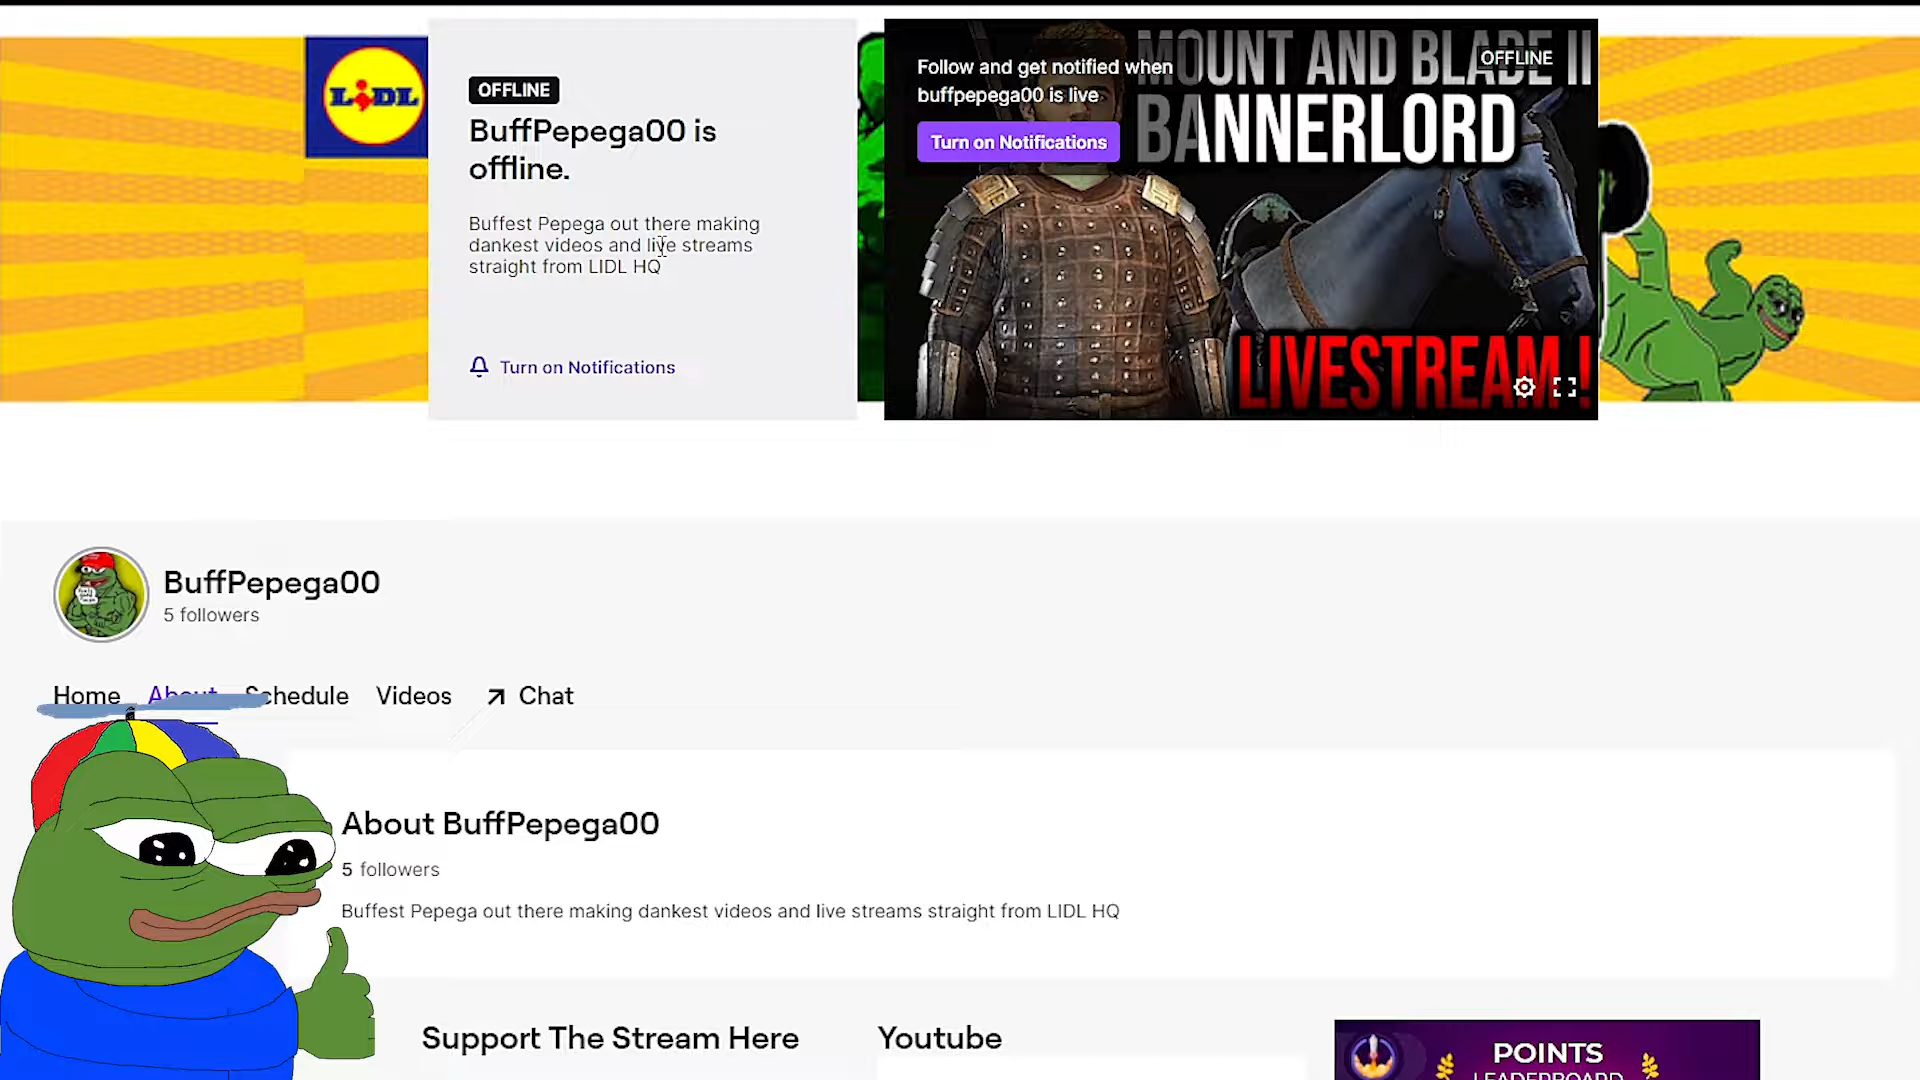 LIDL
OFFLINE
BuffPepega00 is
offline.
Buffest Pepega out there making
dankest videos and live streams
straight from LIDL HQ
Turn on Notifications
Follow and get notified when
buffpepega00 is live
Turn on Notifications
OFFLINE
MOUNT AND BLADE II
BANNERLORD
LIVESTREAM !
BuffPepega00
5 followers
Home About Schedule Videos Chat
About BuffPepega00
5 followers
Buffest Pepega out there making dankest videos and live streams straight from LIDL HQ
Support The Stream Here
Youtube
POINTS
LEADERBOARD